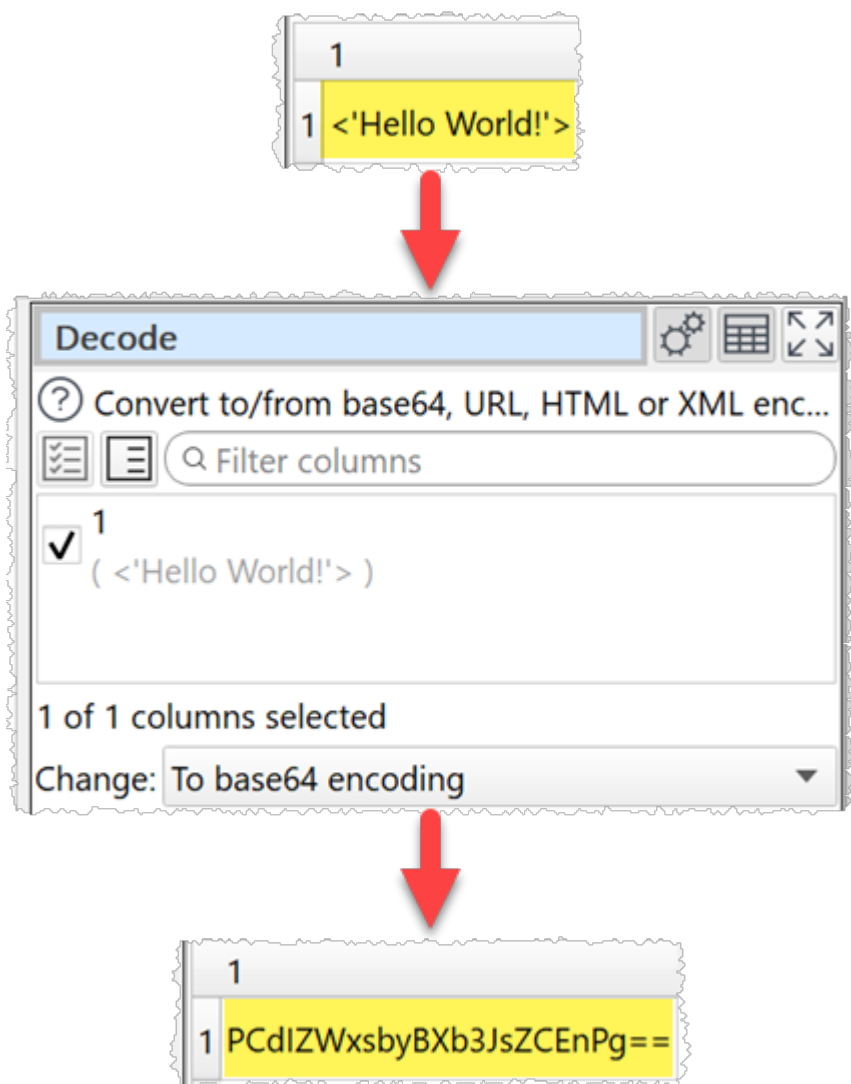 1
1 <'Hello World!'>
Decode
? Convert to/from base64, URL, HTML or XML enc...
Filter columns
1
( <'Hello World!'> )
1 of 1 columns selected
Change: To base64 encoding
1
1 PCdIZWxsbyBXb3JsZCEnPg==